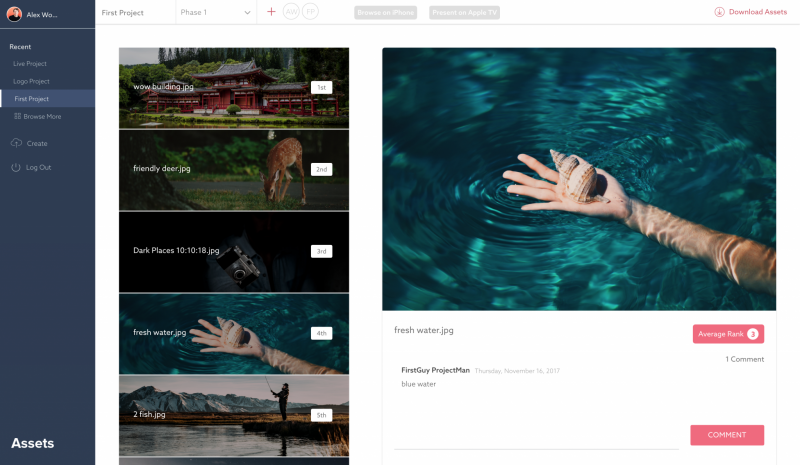 Alex Wo...
First Project
Phase 1
AW
FP
Browse on iPhone
Present on Apple TV
Download Assets
Recent
Live Project
Logo Project
First Project
Browse More
Create
Log Out
Assets
wow building.jpg
1st
friendly deer.jpg
2nd
Dark Places 10:10:18.jpg
3rd
fresh water.jpg
4th
2 fish.jpg
5th
fresh water.jpg
Average Rank 3
1 Comment
FirstGuy ProjectMan Thursday, November 16, 2017
blue water
COMMENT